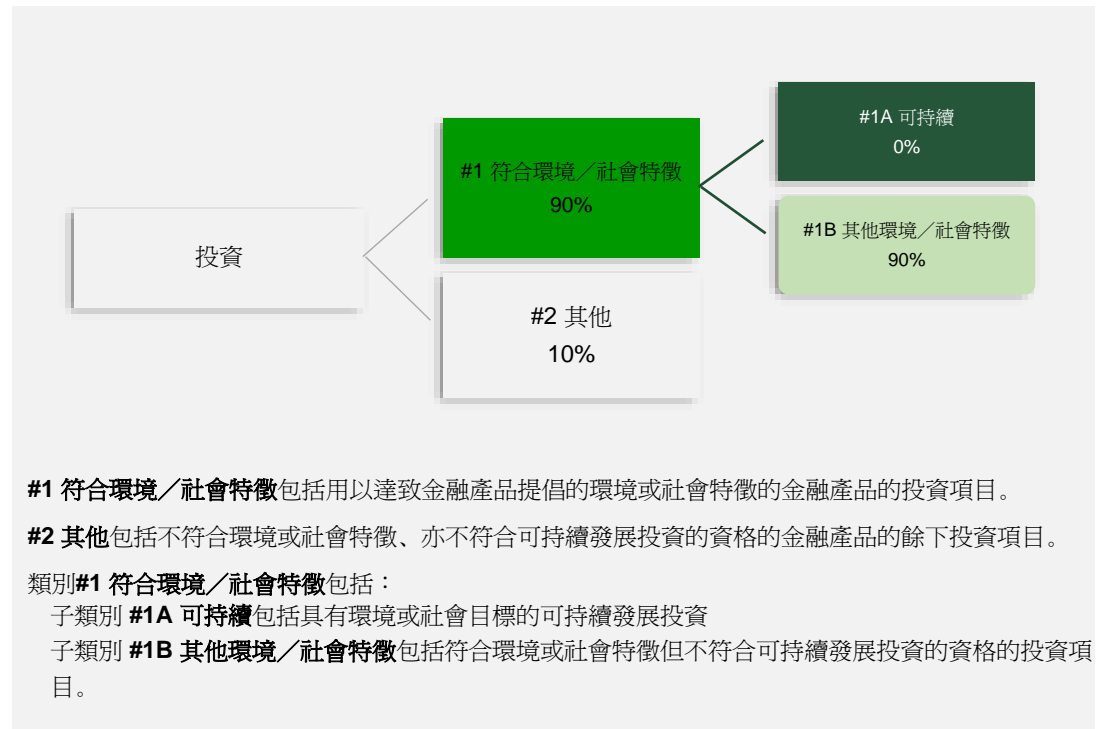 #1A 可持續
0%
#1 符合環境／社會特徵
90%
#1B 其他環境／社會特徵
90%
投資
#2 其他
10%
#1 符合環境／社會特徵包括用以達致金融產品提倡的環境或社會特徵的金融產品的投資項目。
#2 其他包括不符合環境或社會特徵、亦不符合可持續發展投資的資格的金融產品的餘下投資項目。
類別#1 符合環境／社會特徵包括：
子類別 #1A 可持續包括具有環境或社會目標的可持續發展投資
子類別 #1B 其他環境／社會特徵包括符合環境或社會特徵但不符合可持續發展投資的資格的投資項
目。